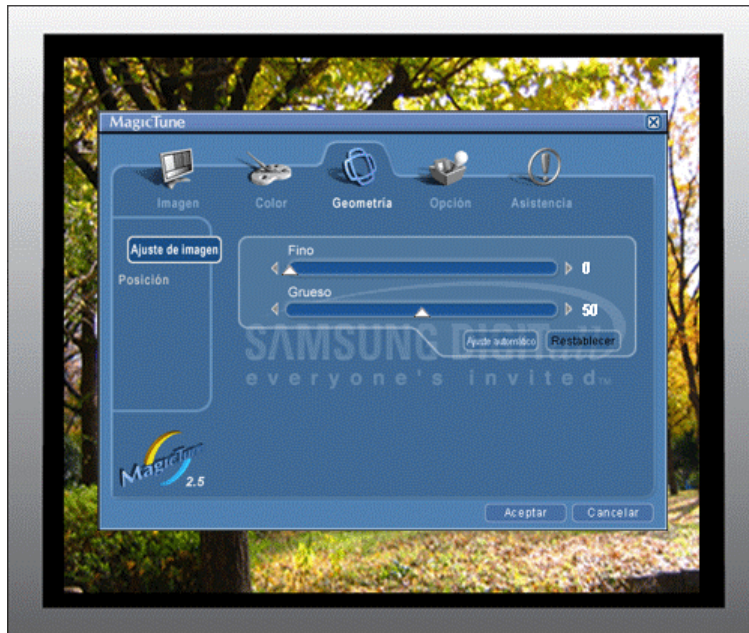 MagicTune
Imagen Color Geometría Opción Asistencia
Ajuste de imagen
Posición
Fino
0
Grueso
50
Ajuste automático Restablecer
SAMSUNG DIGITall
everyone's invited™
MagicTune
2.5
Aceptar Cancelar